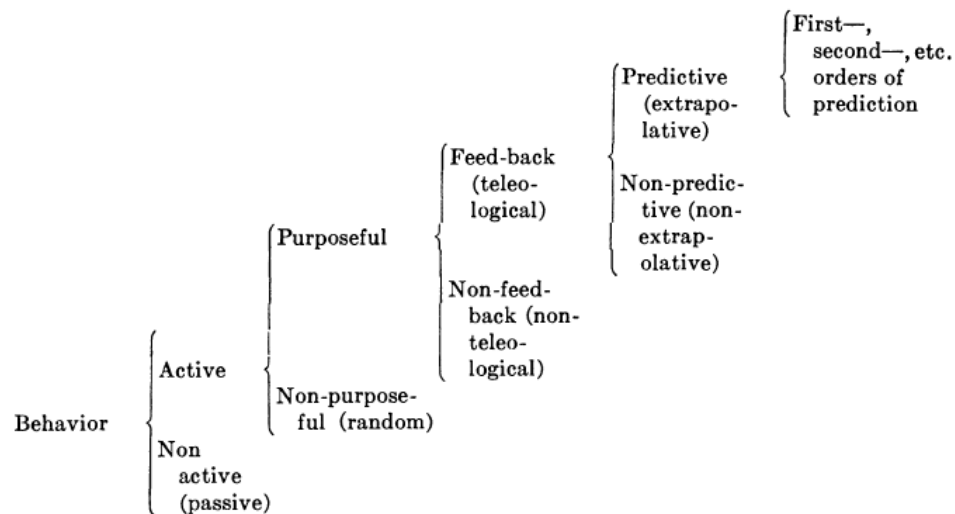 First—,
second—, etc.
orders of
prediction
Predictive
(extrapo-
lative)
Non-predic-
tive (non-
extrap-
olative)
Feed-back
(teleo-
logical)
Non-feed-
back (non-
teleo-
logical)
Purposeful
Non-purpose-
ful (random)
Active
Non
active
(passive)
Behavior